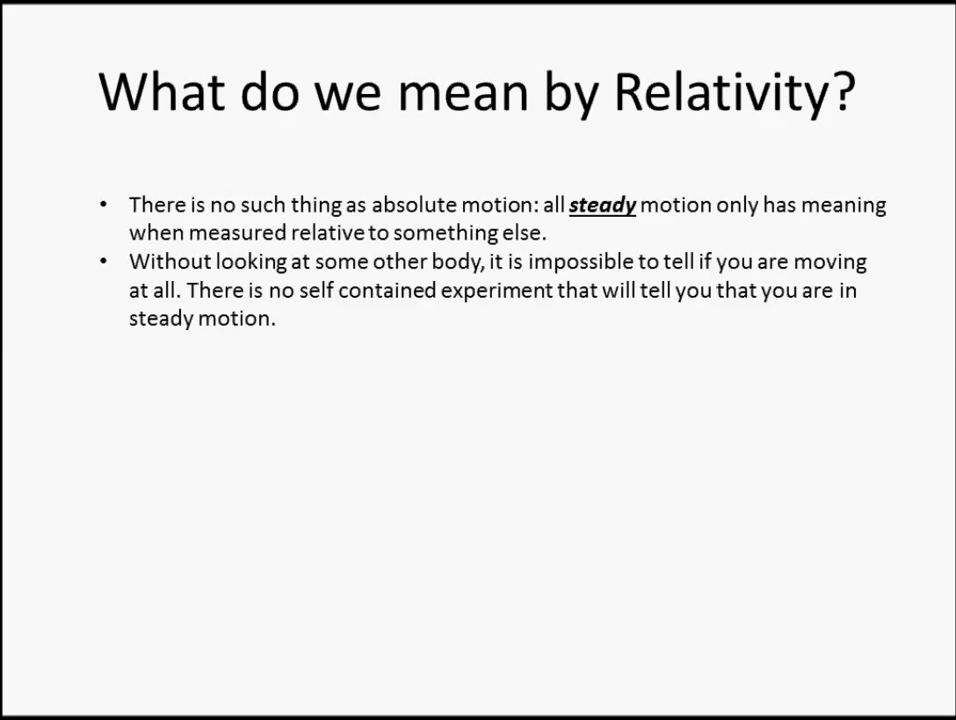 What do we mean by Relativity?
• There is no such thing as absolute motion: all steady motion only has meaning
when measured relative to something else.
• Without looking at some other body, it is impossible to tell if you are moving
at all. There is no self contained experiment that will tell you that you are in
steady motion.